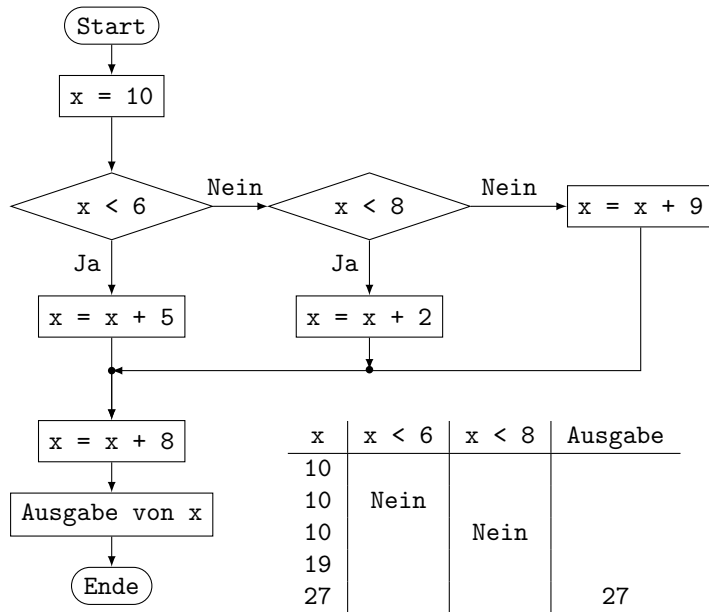 Start
x = 10
x < 6
Nein
x < 8
Nein
x = x + 9
Ja
Ja
x = x + 5
x = x + 2
x = x + 8
Ausgabe von x
Ende
x x < 6 x < 8 Ausgabe
10
10 Nein
10 Nein
19
27 27